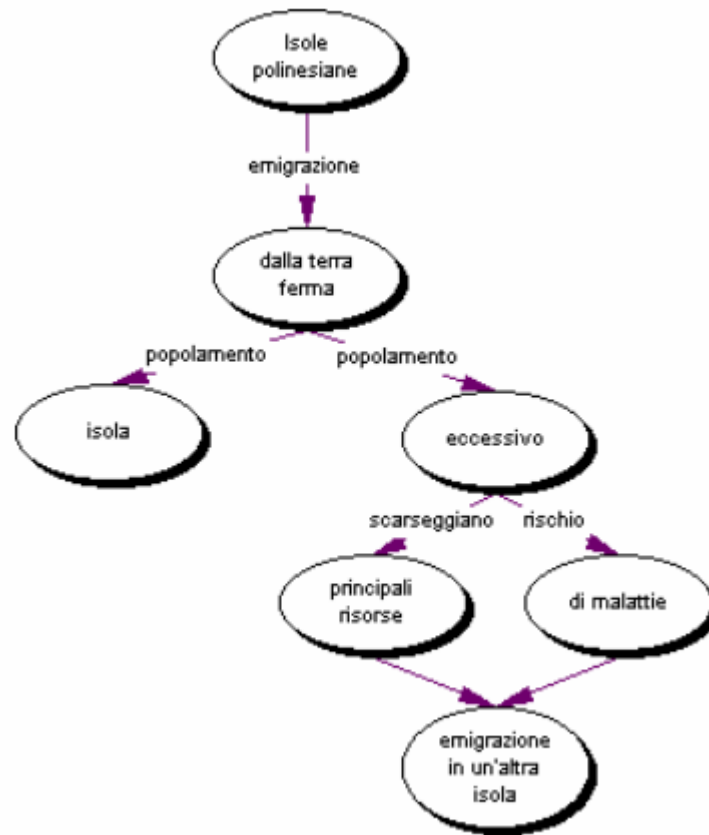 Isole
polinesiane
emigrazione
dalla terra
ferma
popolamento
popolamento
isola
eccessivo
scarseggiano
rischio
principali
risorse
di malattie
emigrazione
in un'altra
isola